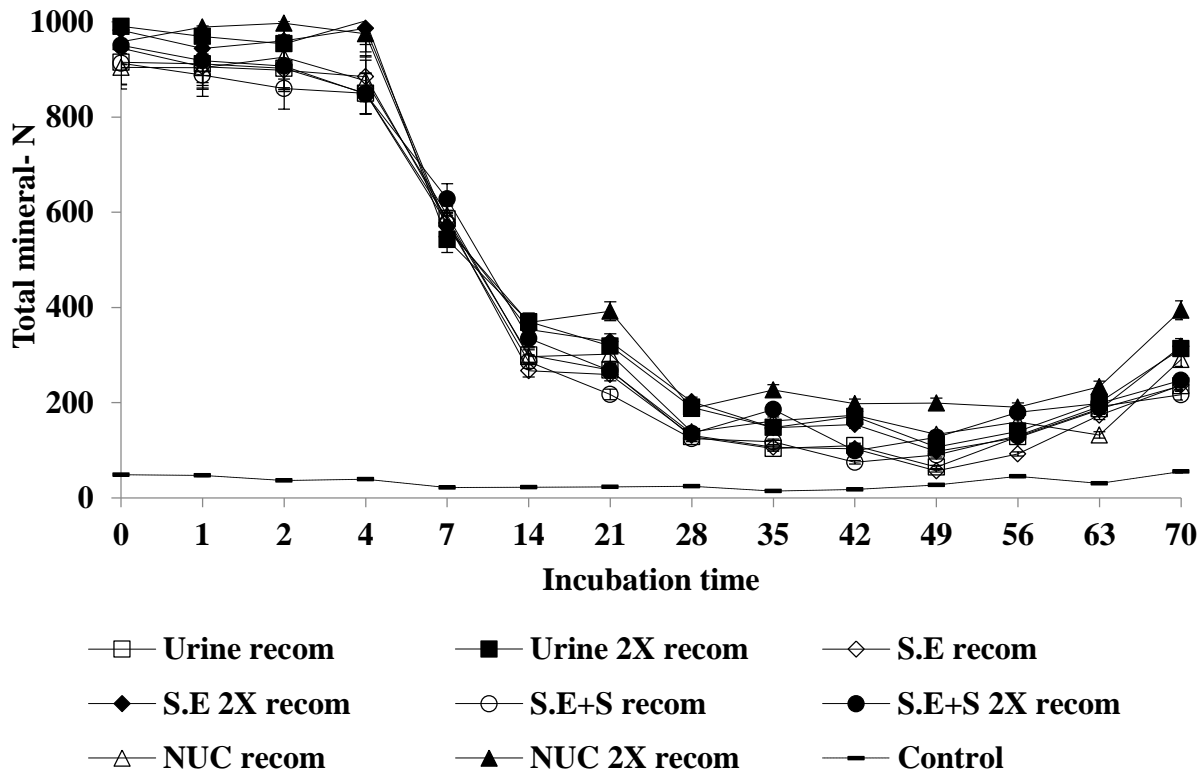 1000
800
600
400
200
0
Total mineral- N
0 1 2 4 7 14 21 28 35 42 49 56 63 70
Incubation time
Urine recom Urine 2X recom S.E recom
S.E 2X recom S.E+S recom S.E+S 2X recom
NUC recom NUC 2X recom Control